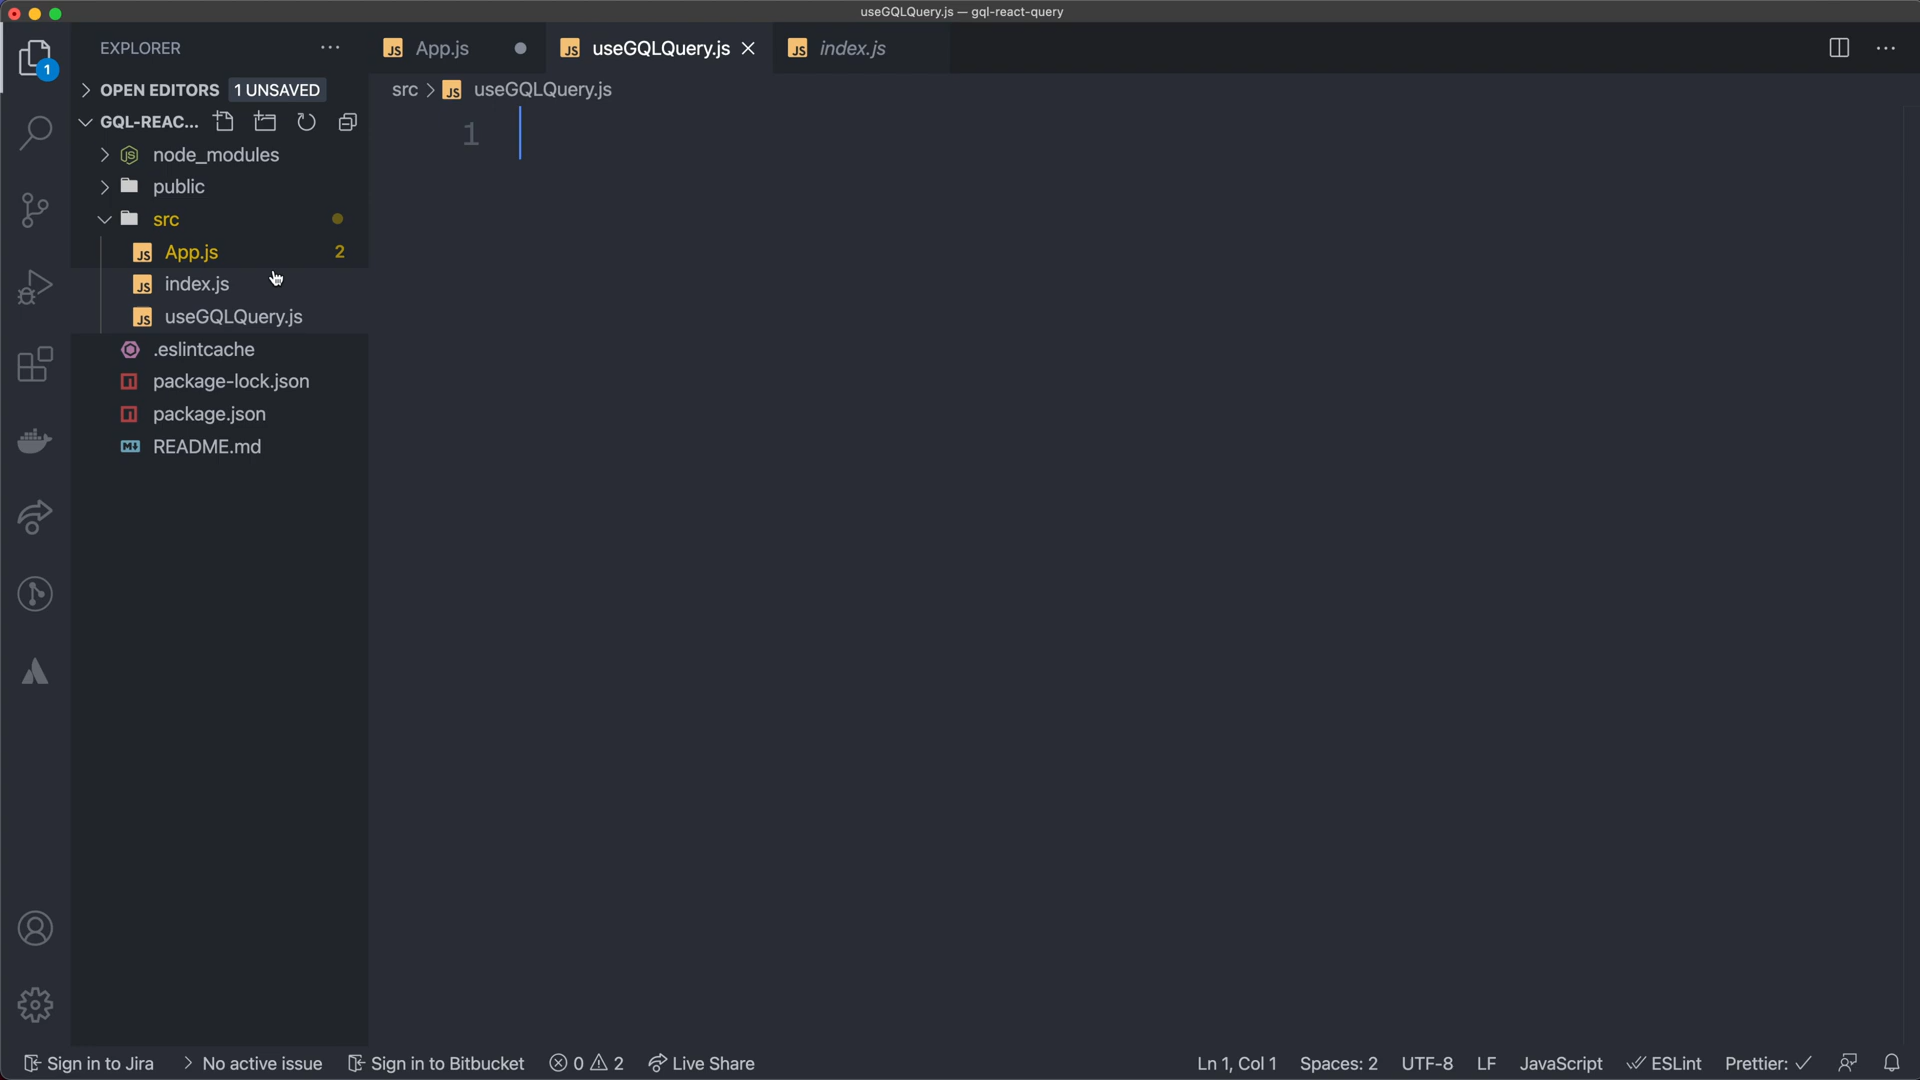 useGQLQuery.js — gql-react-query
EXPLORER
App.js
useGQLQuery.js
index.js
OPEN EDITORS 1 UNSAVED
src > JS useGQLQuery.js
GQL-REAC...
1
node_modules
public
src
App.js 2
index.js
useGQLQuery.js
.eslintcache
package-lock.json
package.json
README.md
1
Sign in to Jira
No active issue
Sign in to Bitbucket
0 2
Live Share
Ln 1, Col 1
Spaces: 2
UTF-8
LF
JavaScript
ESLint
Prettier: